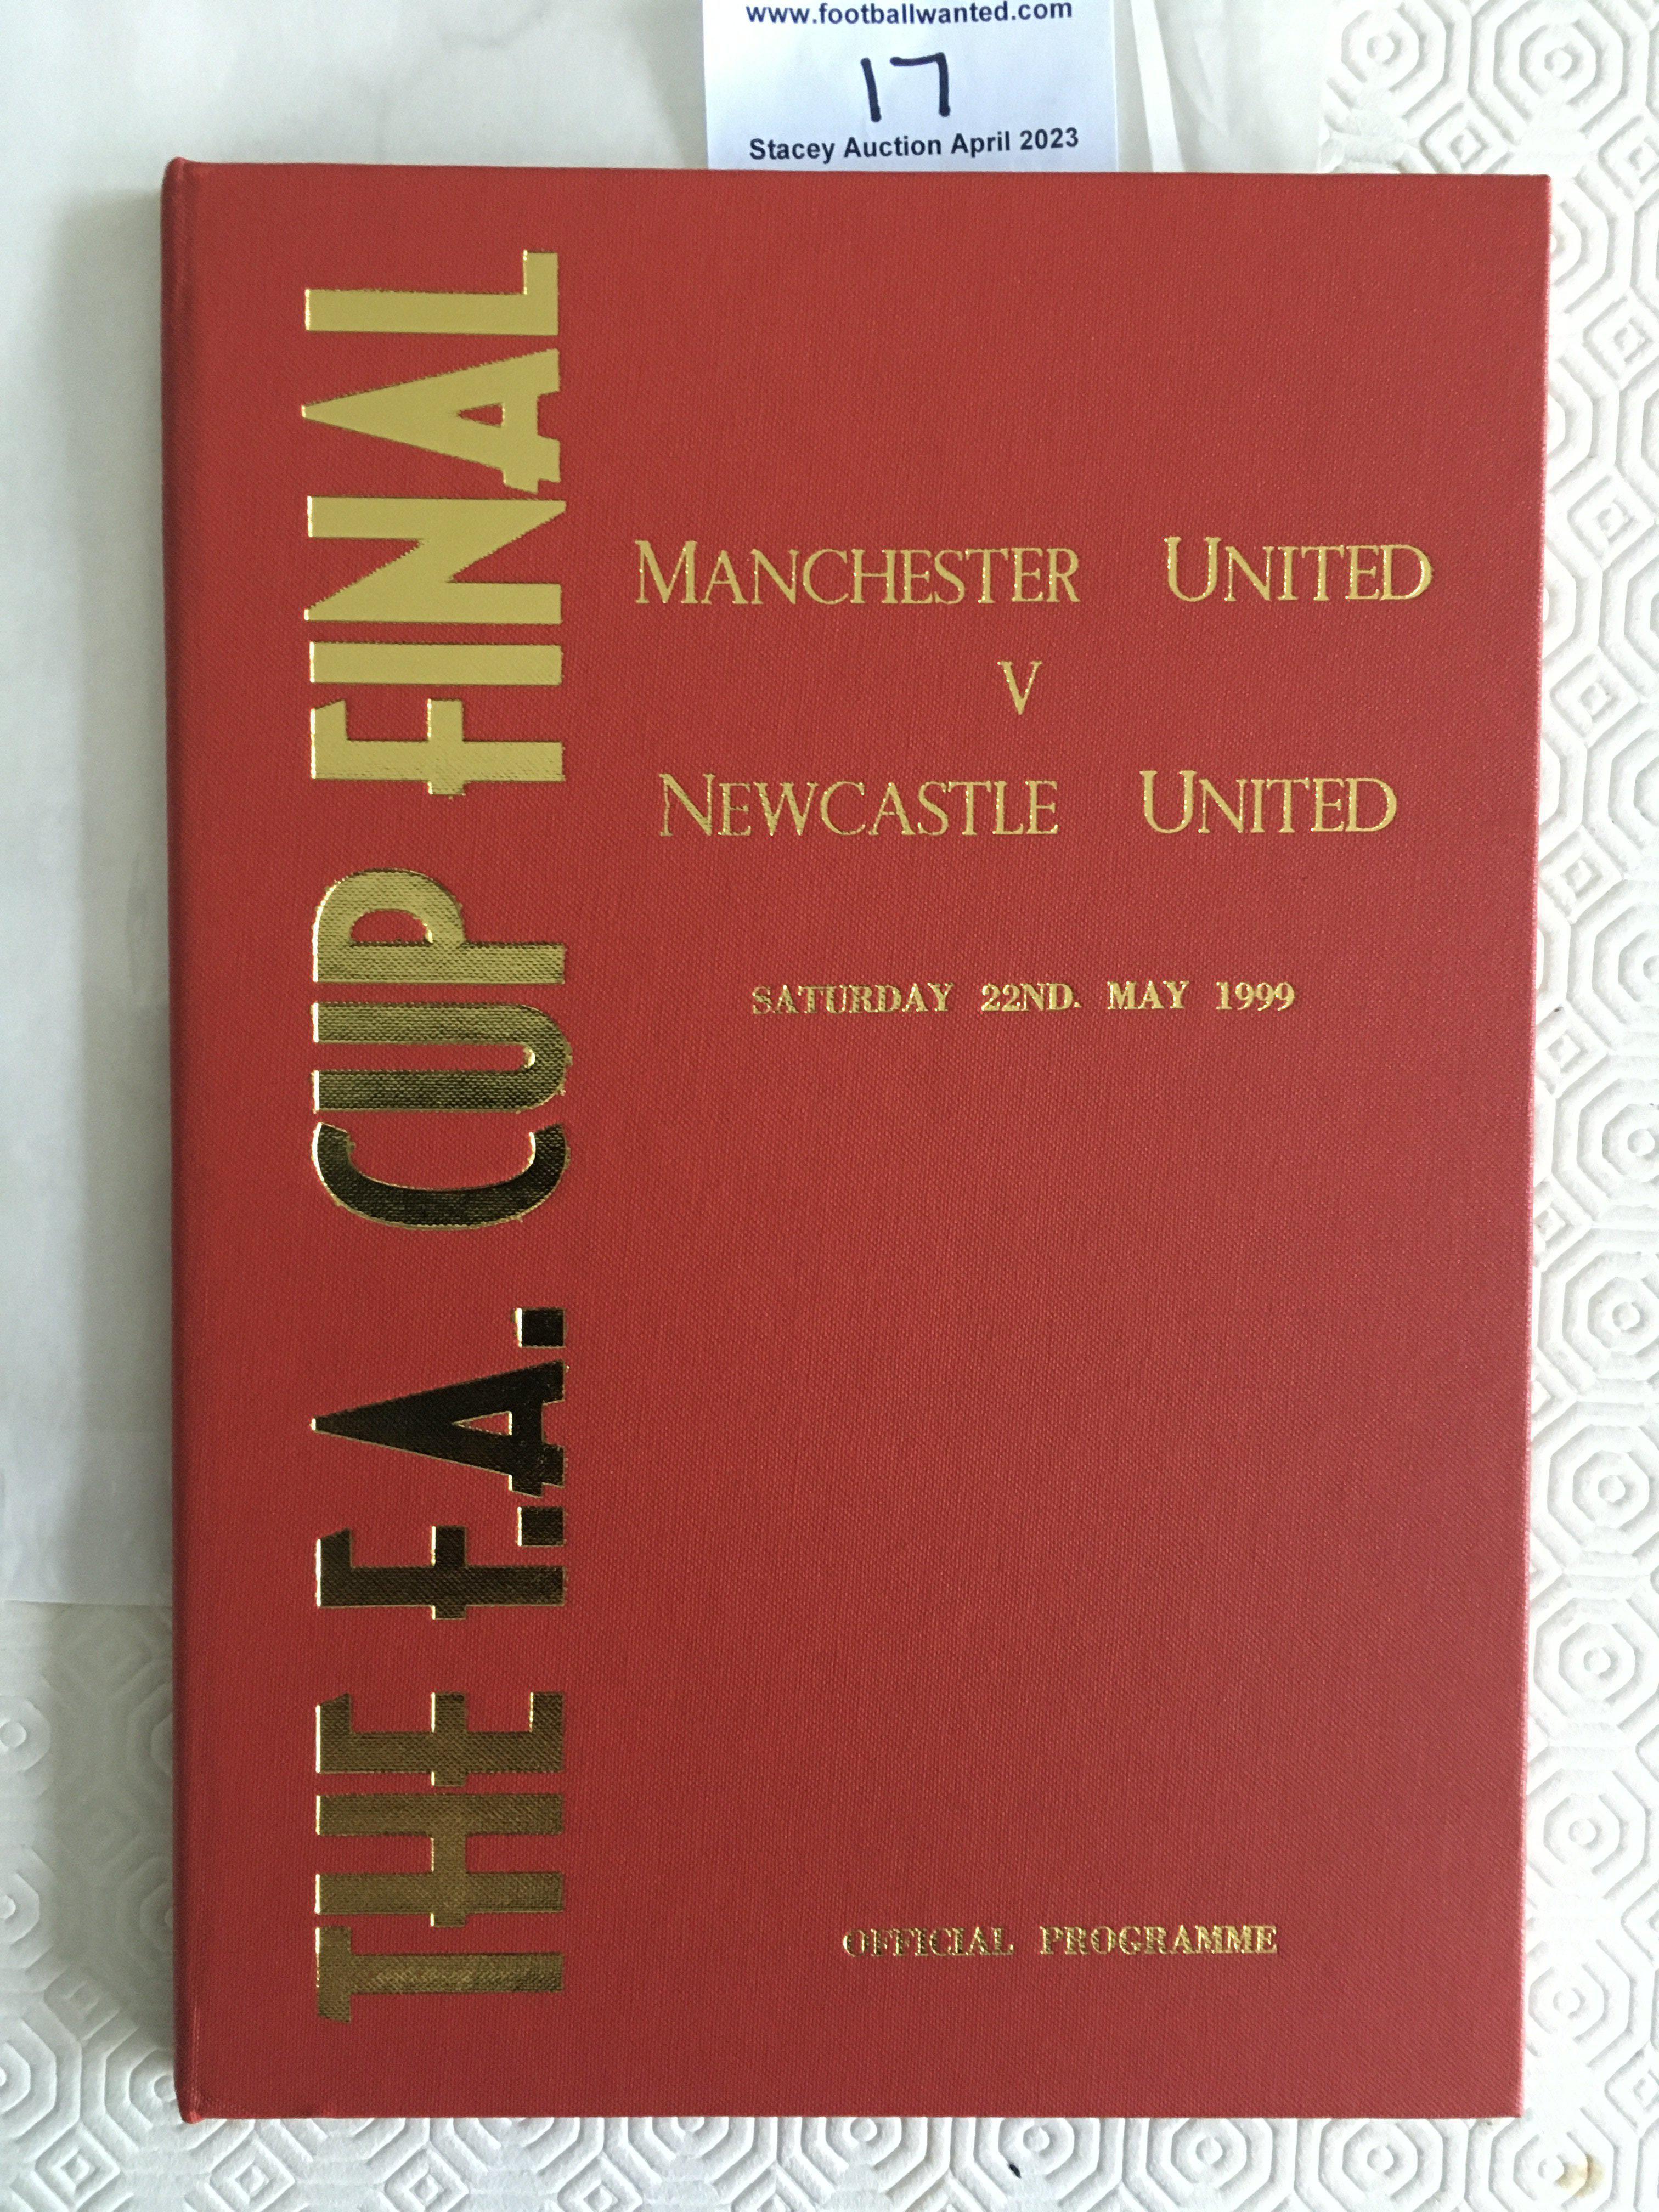 www.footballwanted.com
17
Stacey Auction April 2023
THE F.A. CUP FINAL
MANCHESTER UNITED
V
NEWCASTLE UNITED
SATURDAY 22ND. MAY 1999
OFFICIAL PROGRAMME